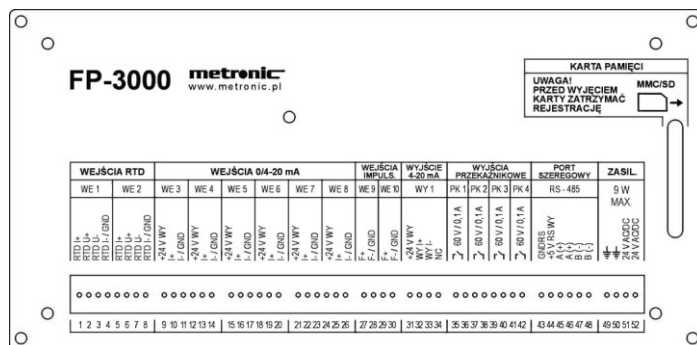 FP-3000 metronic
www.metronic.pl
KARTA PAMIĘCI
UWAGA!
PRZED WYJĘCIEM
KARTY ZATRZYMAĆ
REJESTRACJĘ
MMC/SD
WEJŚCIA RTD
WEJŚCIA 0/4-20 mA
WEJŚCIA
IMPULS.
WYJŚCIE
4-20 mA
WYJŚCIA
PRZEKAŹNIKOWE
PORT
SZEREGOWY
ZASIL.
WE 1 WE 2 WE 3 WE 4 WE 5 WE 6 WE 7 WE 8 WE 9 WE 10 WY 1 PK 1 PK 2 PK 3 PK 4 RS - 485 9 W
MAX.
RTD I+
RTD U+
RTD U-
RTD I- / GND
RTD I+
RTD U+
RTD U-
RTD I- / GND
+24 V WY
I+
I- / GND
+24 V WY
I+
I- / GND
+24 V WY
I+
I- / GND
+24 V WY
I+
I- / GND
+24 V WY
I+
I- / GND
+24 V WY
I+
I- / GND
F+
F- / GND
F+
F- / GND
+24 V WY
WY I+
WY I-
NC
60 V / 0,1 A
60 V / 0,1 A
60 V / 0,1 A
60 V / 0,1 A
GNDRS
+5 V RS WY
A (+)
A (+)
B (-)
B (-)
24 V AC/DC
24 V AC/DC
1 2 3 4 5 6 7 8 9 10 11 12 13 14 15 16 17 18 19 20 21 22 23 24 25 26 27 28 29 30 31 32 33 34 35 36 37 38 39 40 41 42 43 44 45 46 47 48 49 50 51 52